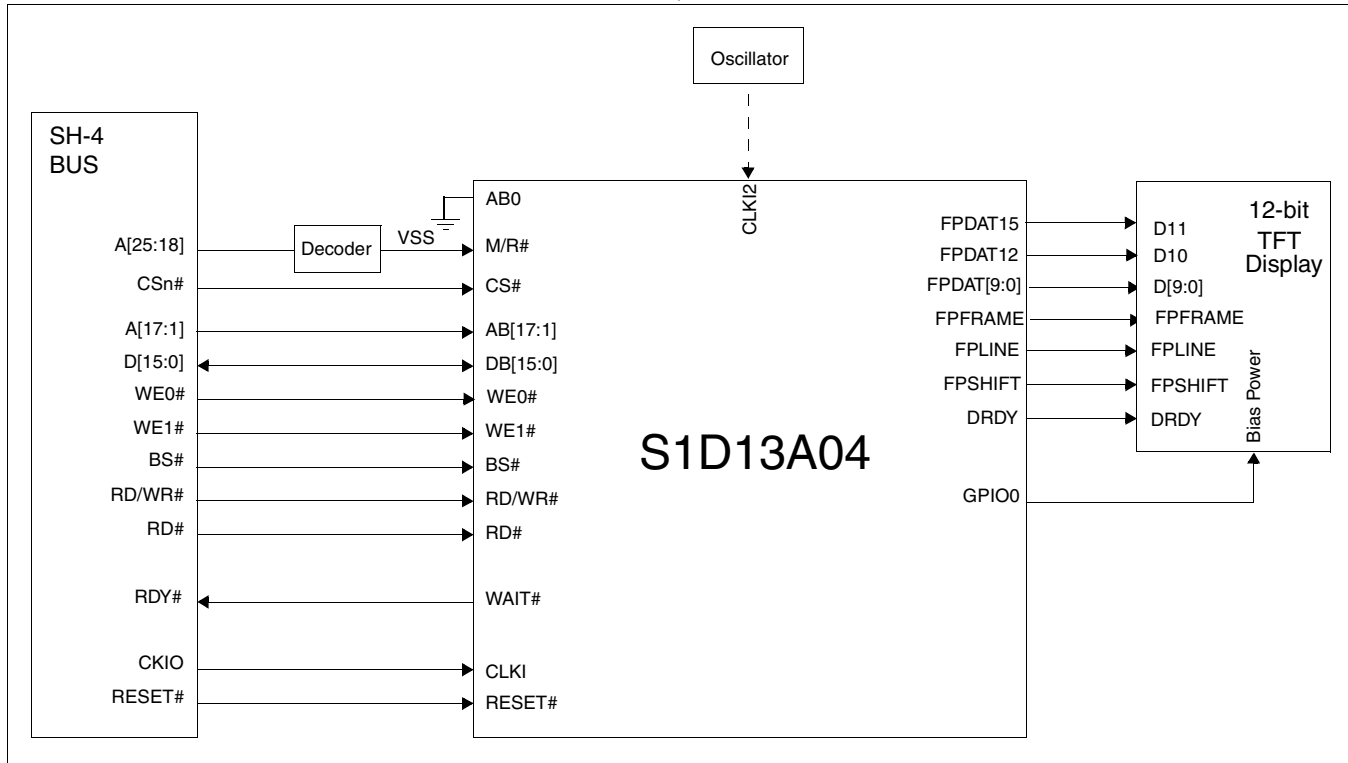 Oscillator
SH-4
BUS
A[25:18]
CSn#
A[17:1]
D[15:0]
WE0#
WE1#
BS#
RD/WR#
RD#
RDY#
CKIO
RESET#
Decoder
VSS
AB0
M/R#
CS#
AB[17:1]
DB[15:0]
WE0#
WE1#
BS#
RD/WR#
RD#
WAIT#
CLKI
RESET#
CLKI2
S1D13A04
FPDAT15
FPDAT12
FPDAT[9:0]
FPFRAME
FPLINE
FPSHIFT
DRDY
GPIO0
12-bit
TFT
Display
D11
D10
D[9:0]
FPFRAME
FPLINE
FPSHIFT
DRDY
Bias Power